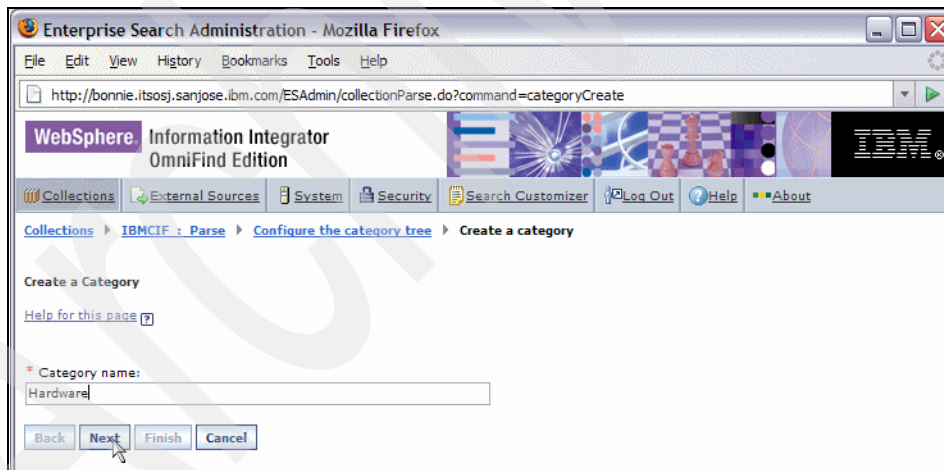 Enterprise Search Administration - Mozilla Firefox
File Edit View History Bookmarks Tools Help
http://bonnie.itsosj.sanjose.ibm.com/ESAdmin/collectionParse.do?command=categoryCreate
WebSphere. Information Integrator
OmniFind Edition
IBM®
Collections External Sources System Security Search Customizer Log Out Help About
Collections IBMCIF : Parse Configure the category tree Create a category
Create a Category
Help for this page ?
* Category name:
Hardware
Back Next Finish Cancel